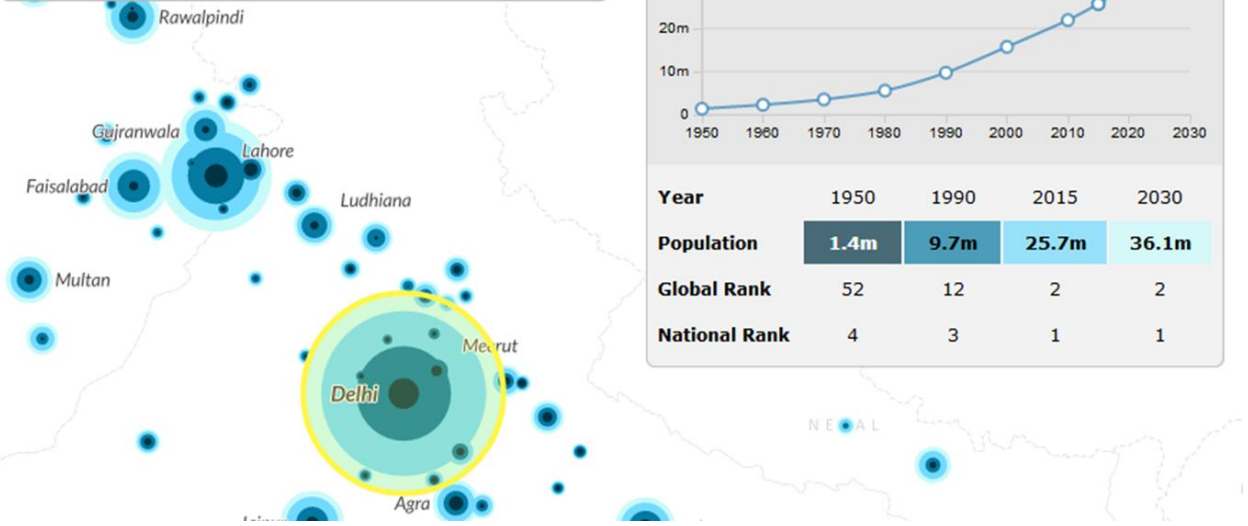 Rawalpindi
Gujranwala
Lahore
Faisalabad
Ludhiana
Multan
Meerut
Delhi
Agra
NEPAL
20m
10m
0
1950 1960 1970 1980 1990 2000 2010 2020 2030
Year 1950 1990 2015 2030
Population 1.4m 9.7m 25.7m 36.1m
Global Rank 52 12 2 2
National Rank 4 3 1 1